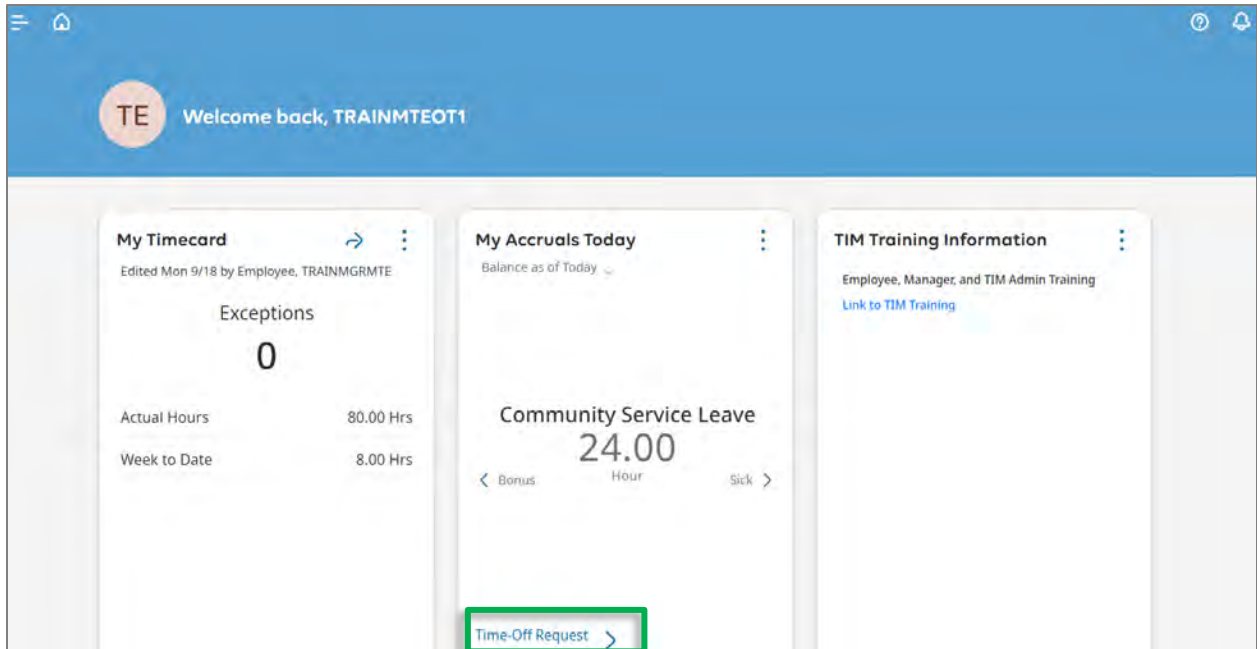 TE
Welcome back, TRAINMTEOT1
My Timecard
Edited Mon 9/18 by Employee, TRAINMGRMTE
Exceptions
0
Actual Hours 80.00 Hrs
Week to Date 8.00 Hrs
My Accruals Today
Balance as of Today
Community Service Leave
24.00
Hour
Bonus
Sick
Time-Off Request
TIM Training Information
Employee, Manager, and TIM Admin Training
Link to TIM Training